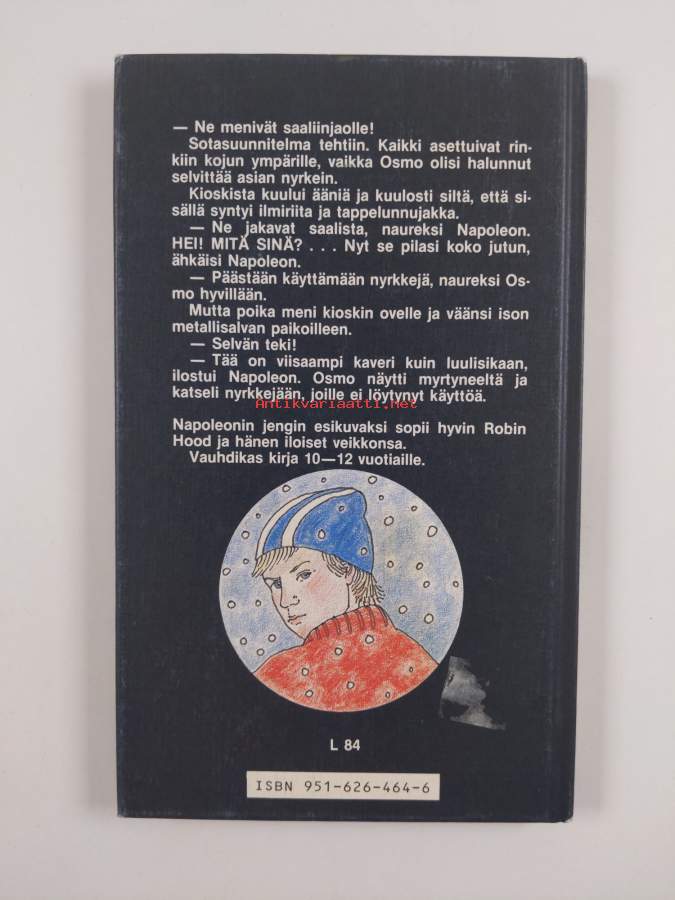 — Ne menivät saaliinjaolle!
Sotasuunnitelma tehtiin. Kaikki asettuivat rin-
kiin kojun ympärille, vaikka Osmo olisi halunnut
selvittää asian nyrkein.
Kioskista kuului ääniä ja kuulosti siltä, että si-
sällä syntyi ilmiriita ja tappelunnujakka.
— Ne jakavat saalista, naureksi Napoleon.
HEI! MITÄ SINÄ? . . . Nyt se pilasi koko jutun,
ähkäisi Napoleon.
— Päästään käyttämään nyrkkejä, naureksi Os-
mo hyvillään.
Mutta poika meni kioskin ovelle ja väänsi ison
metallisalvan paikoilleen.
— Selvän teki!
— Tää on viisaampi kaveri kuin luulisikaan,
ilostui Napoleon. Osmo näytti myrtyneeltä ja
katseli nyrkkejään, joille ei löytynyt käyttöä.
Antikvariaatti.net
Napoleonin jengin esikuvaksi sopii hyvin Robin
Hood ja hänen iloiset veikkonsa.
Vauhdikas kirja 10—12 vuotiaille.
L 84
ISBN 951-626-464-6